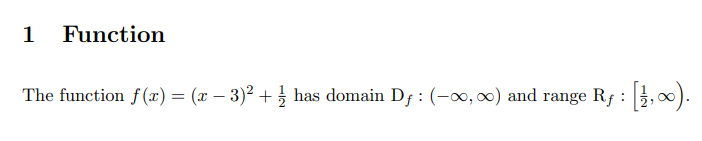 1 Function
The function f(x) = (x − 3)² + ½ has domain D_f : (−∞, ∞) and range R_f : [½, ∞).